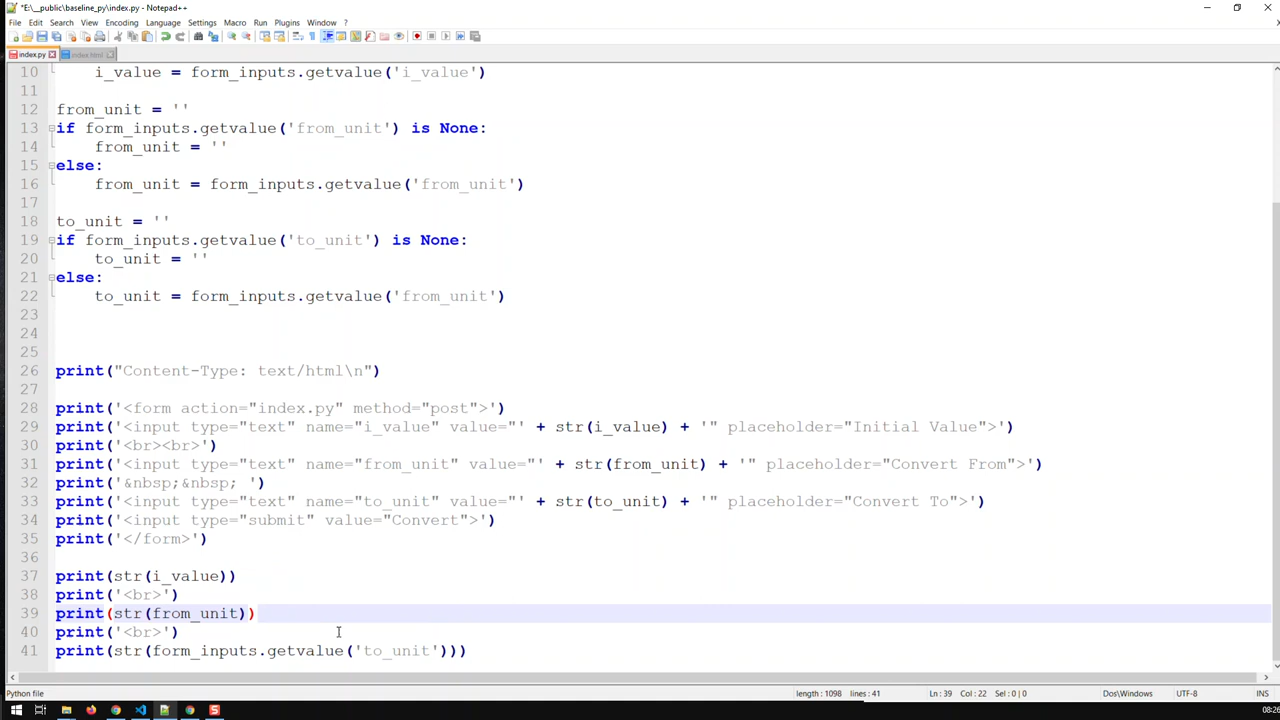 *E:\__public\baseline_py\index.py - Notepad++
File Edit Search View Encoding Language Settings Macro Run Plugins Window ?
index.py index.html
10 i_value = form_inputs.getvalue('i_value')
11
12 from_unit = ''
13 if form_inputs.getvalue('from_unit') is None:
14 from_unit = ''
15 else:
16 from_unit = form_inputs.getvalue('from_unit')
17
18 to_unit = ''
19 if form_inputs.getvalue('to_unit') is None:
20 to_unit = ''
21 else:
22 to_unit = form_inputs.getvalue('from_unit')
23
24
25
26 print("Content-Type: text/html\n")
27
28 print('<form action="index.py" method="post">')
29 print('<input type="text" name="i_value" value="' + str(i_value) + '" placeholder="Initial Value">')
30 print('<br><br>')
31 print('<input type="text" name="from_unit" value="' + str(from_unit) + '" placeholder="Convert From">')
32 print('&nbsp;&nbsp; ')
33 print('<input type="text" name="to_unit" value="' + str(to_unit) + '" placeholder="Convert To">')
34 print('<input type="submit" value="Convert">')
35 print('</form>')
36
37 print(str(i_value))
38 print('<br>')
39 print(str(from_unit))
40 print('<br>')
41 print(str(form_inputs.getvalue('to_unit')))
Python file length : 1098 lines : 41 Ln : 39 Col : 22 Sel : 0 | 0 Dos\Windows UTF-8 INS